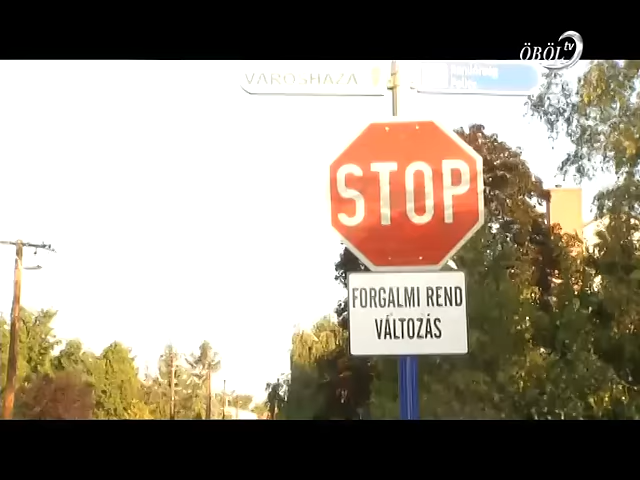 ÖBÖL tv
VÁROSHÁZA
STOP
FORGALMI REND
VÁLTOZÁS